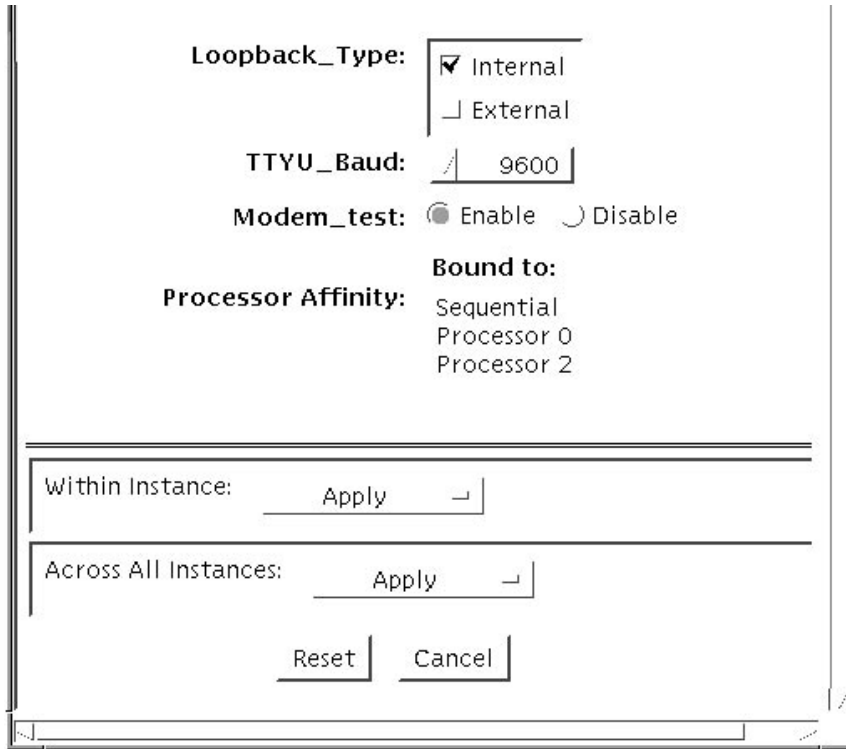 Loopback_Type: Internal
External
TTYU_Baud: 9600
Modem_test: Enable Disable
Bound to:
Processor Affinity: Sequential
Processor 0
Processor 2
Within Instance: Apply
Across All Instances: Apply
Reset Cancel